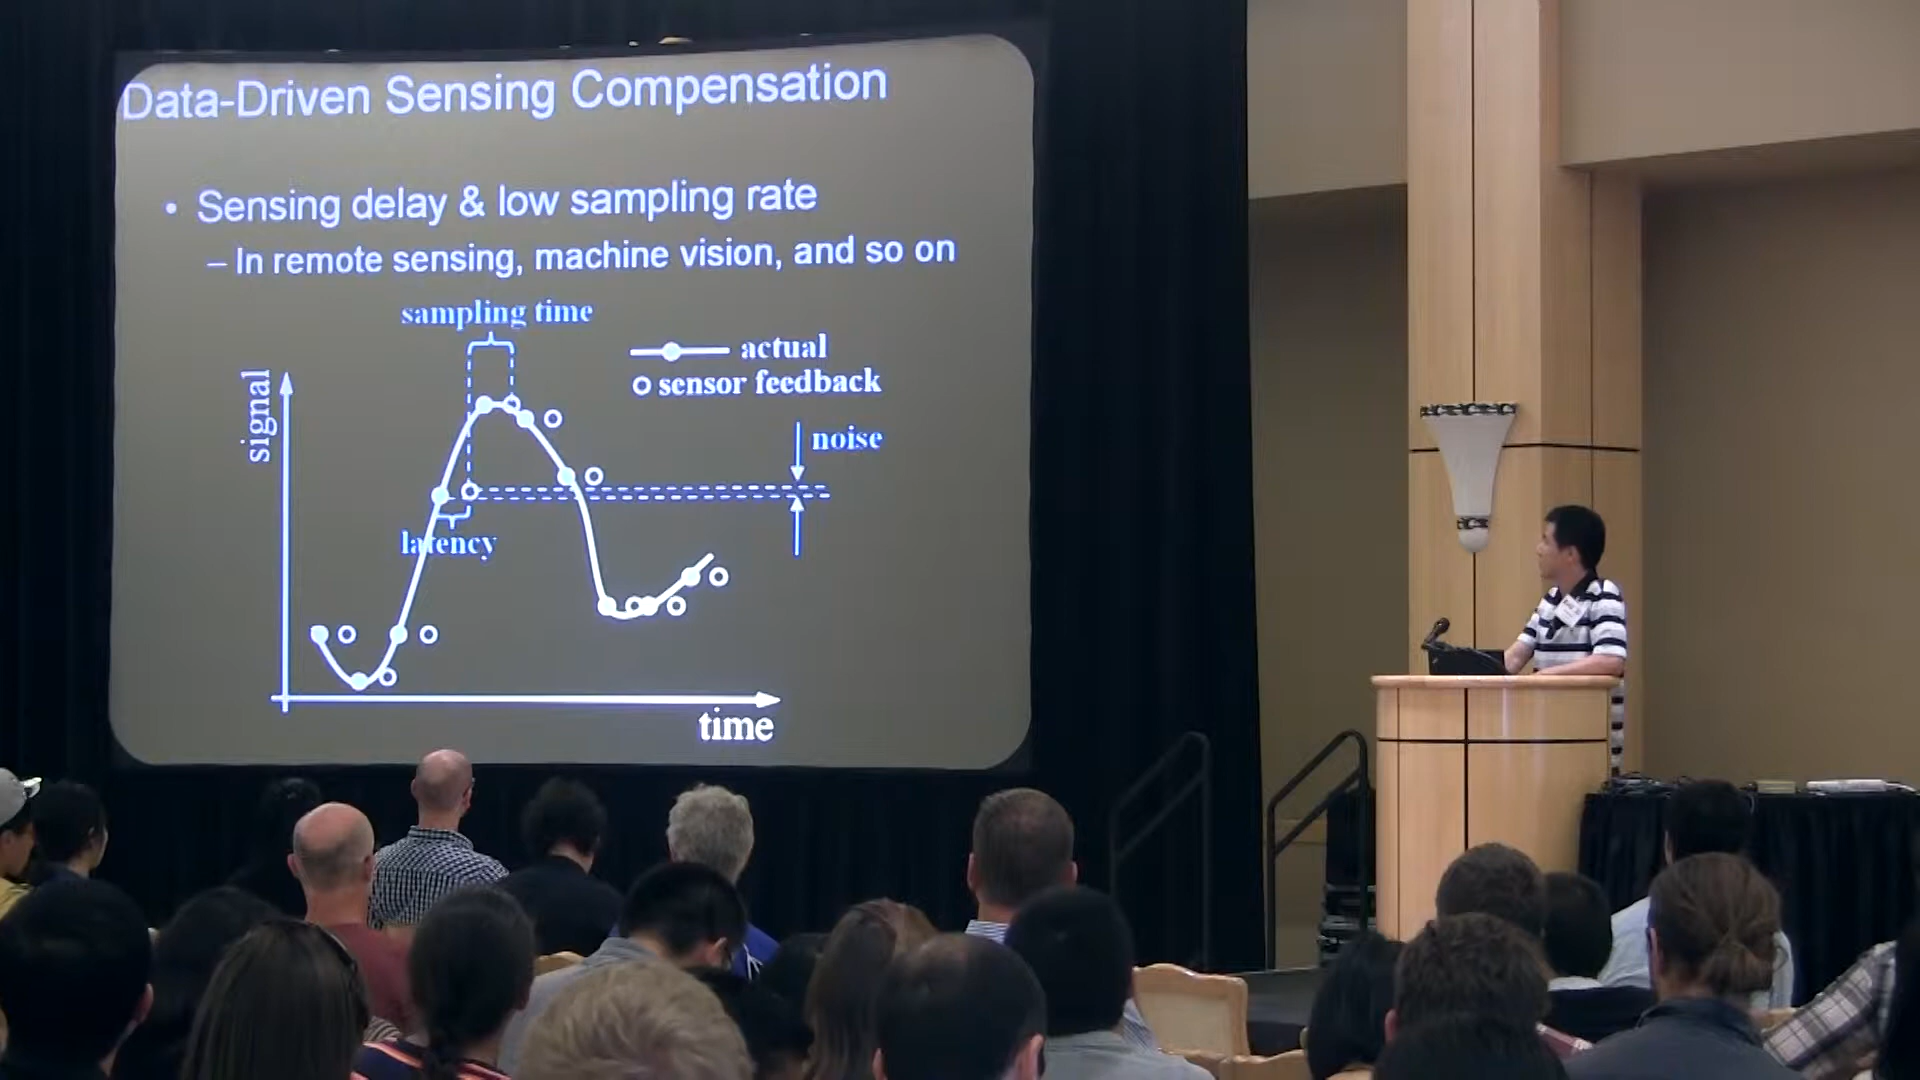 Data-Driven Sensing Compensation
• Sensing delay & low sampling rate
– In remote sensing, machine vision, and so on
sampling time
actual
sensor feedback
signal
noise
latency
time